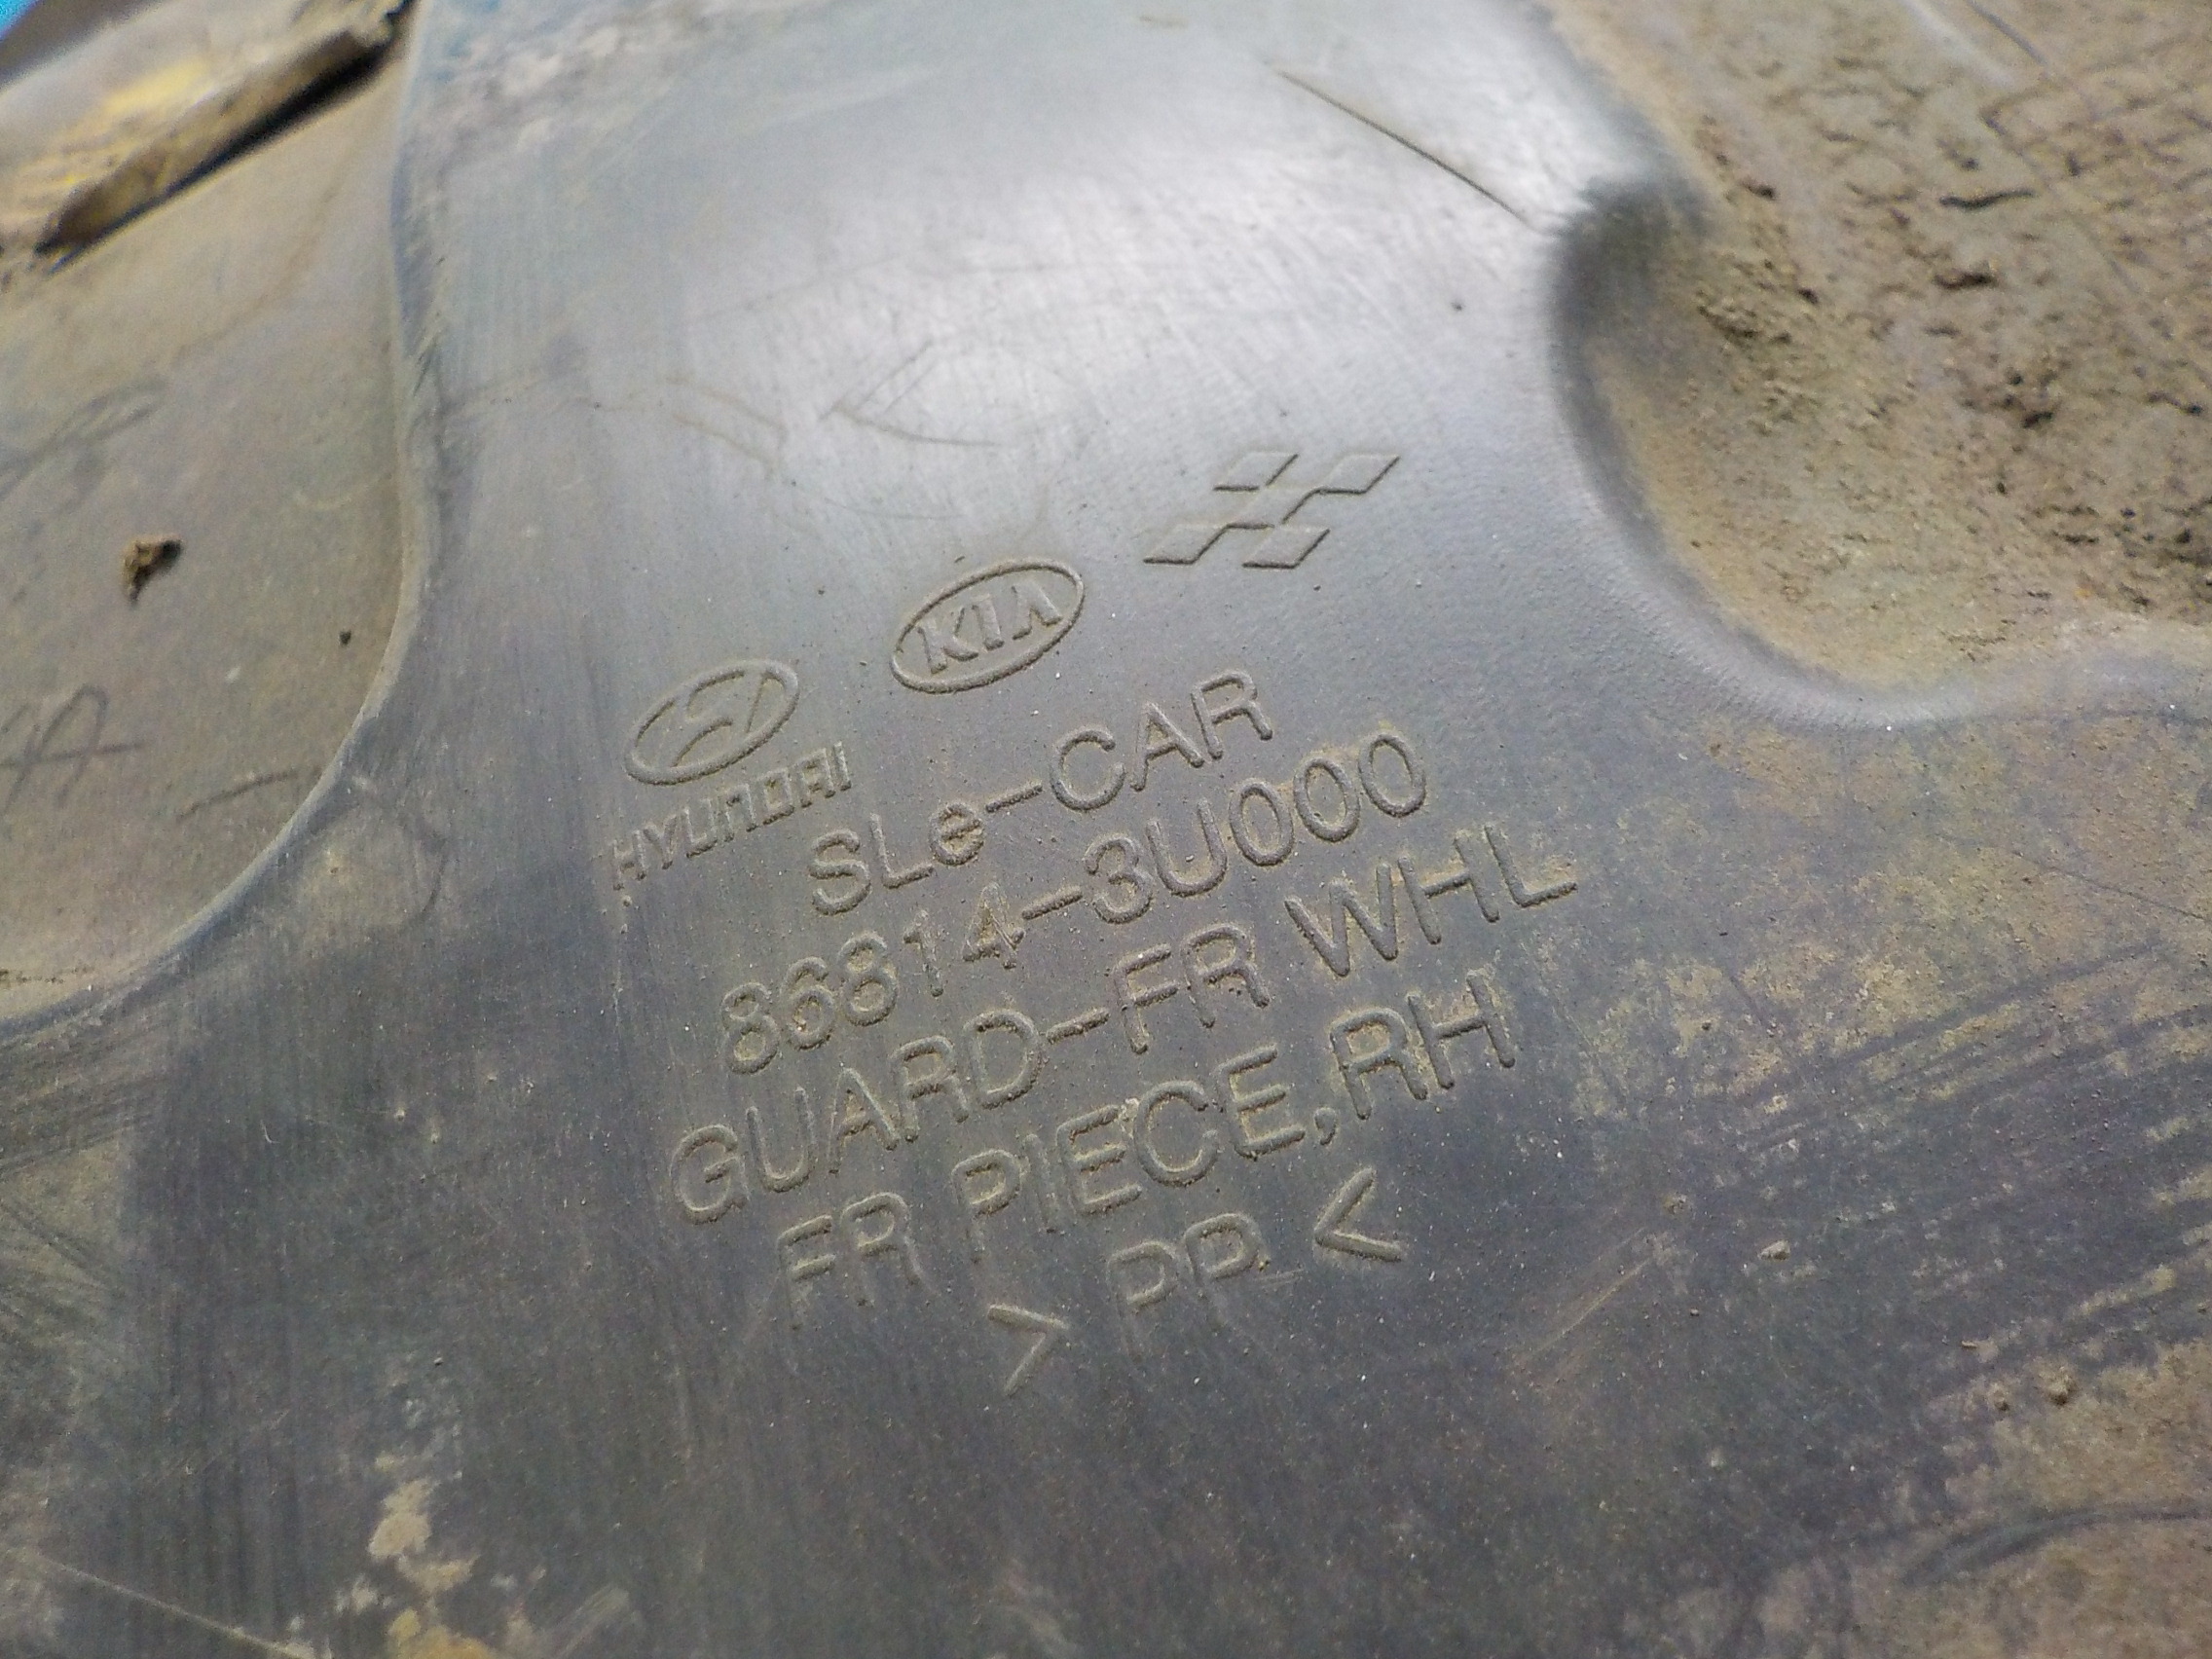 KIA
HYUNDAI
SLe-CAR
86814-3U000
GUARD-FR WHL
FR PIECE,RH
> PP <